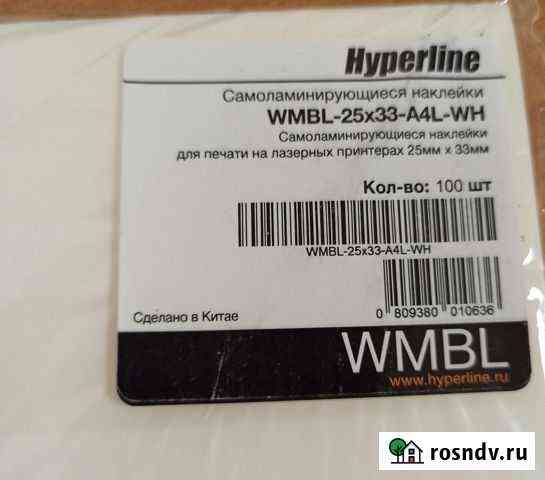 Hyperline
Самоламинирующиеся наклейки
WMBL-25x33-A4L-WH
Самоламинирующиеся наклейки
для печати на лазерных принтерах 25мм x 33мм
Кол-во: 100 шт
WMBL-25x33-A4L-WH
0 809380 010636
Сделано в Китае
WMBL
www.hyperline.ru
rosndv.ru